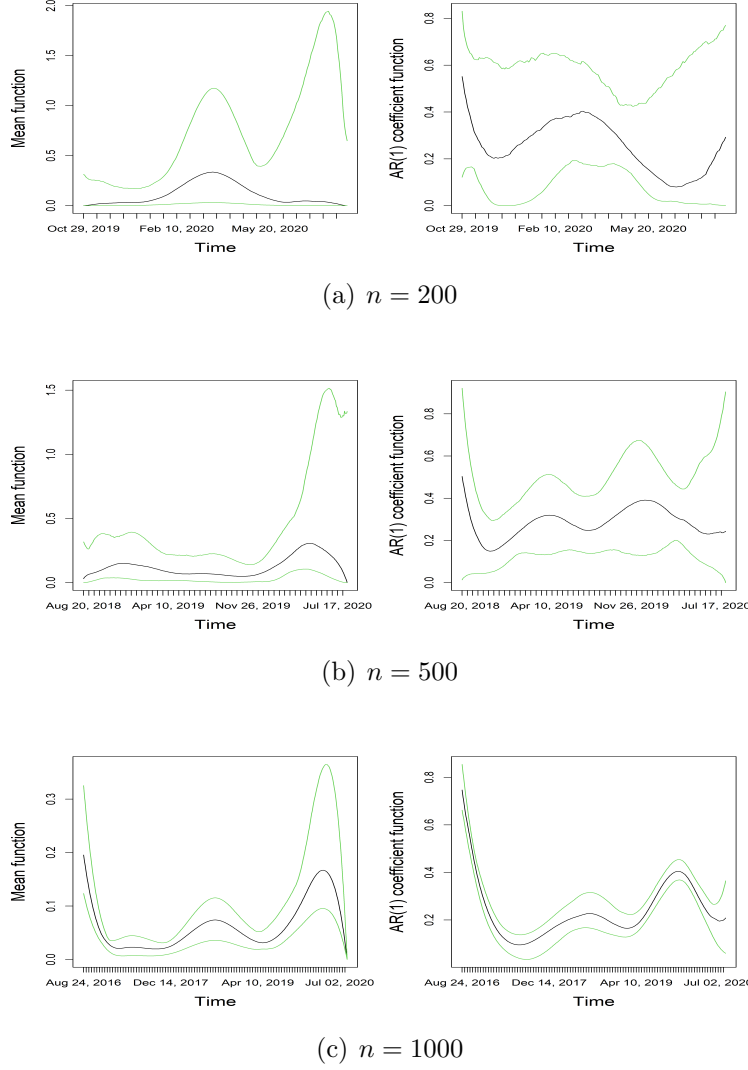 Mean function
0.0 0.5 1.0 1.5 2.0
Oct 29, 2019 Feb 10, 2020 May 20, 2020
Time
AR(1) coefficient function
0.0 0.2 0.4 0.6 0.8
Oct 29, 2019 Feb 10, 2020 May 20, 2020
Time
(a) n = 200
Mean function
0.0 0.5 1.0 1.5
Aug 20, 2018 Apr 10, 2019 Nov 26, 2019 Jul 17, 2020
Time
AR(1) coefficient function
0.0 0.2 0.4 0.6 0.8
Aug 20, 2018 Apr 10, 2019 Nov 26, 2019 Jul 17, 2020
Time
(b) n = 500
Mean function
0.0 0.1 0.2 0.3
Aug 24, 2016 Dec 14, 2017 Apr 10, 2019 Jul 02, 2020
Time
AR(1) coefficient function
0.2 0.4 0.6 0.8
Aug 24, 2016 Dec 14, 2017 Apr 10, 2019 Jul 02, 2020
Time
(c) n = 1000